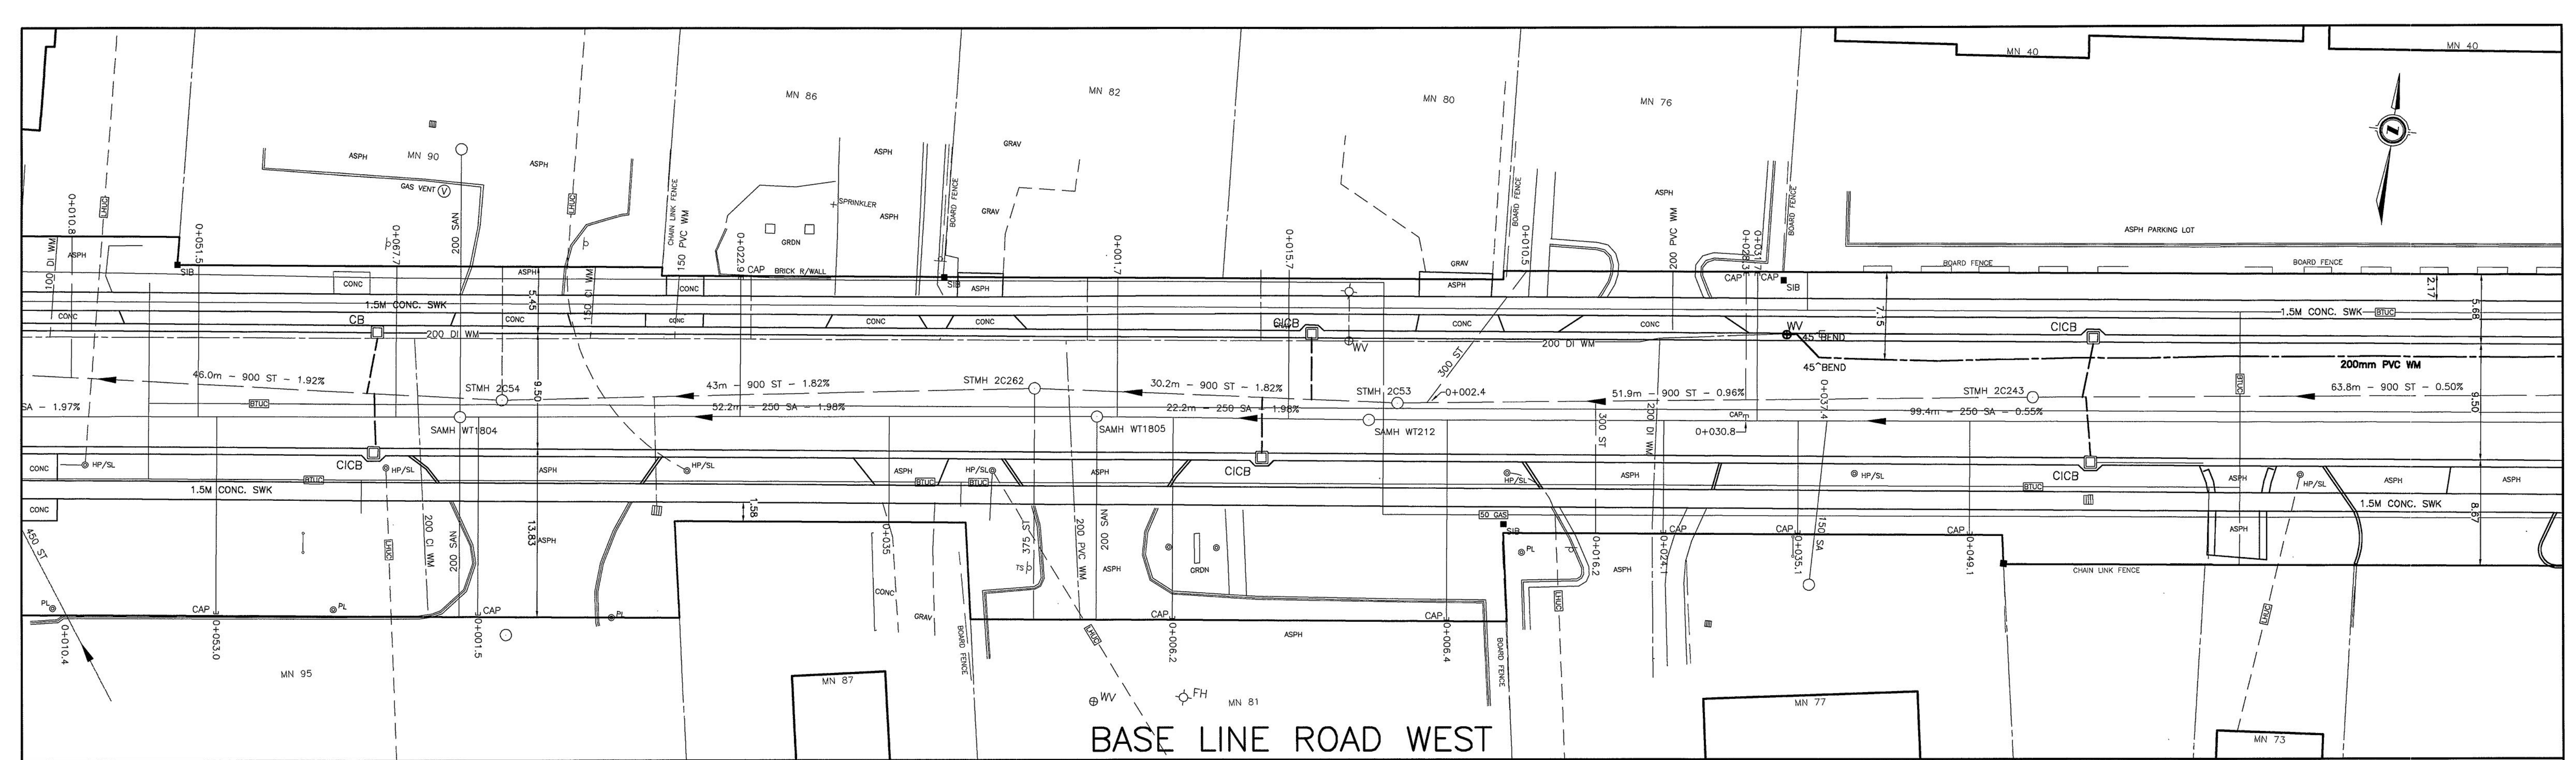 MN 40
MN 40
MN 86
MN 82
MN 80
MN 76
ASPH
MN 90
ASPH
ASPH
GRAV
GAS VENT
V
LHUC
LHUC
200 SAN
CHAIN LINK FENCE
150 PVC WM
SPRINKLER
ASPH
BOARD FENCE
GRAV
BOARD FENCE
ASPH
200 PVC WM
BOARD FENCE
ASPH PARKING LOT
0+010.8
0+051.5
0+067.7
0+022.9
0+001.7
0+015.7
0+010.5
0+028.3
0+031.7
100 DI WM
ASPH
SIB
GRDN
ASPH
150 CI WM
CAP
BRICK R/WALL
SIB
ASPH
GRAV
ASPH
CAP
CAP
SIB
BOARD FENCE
BOARD FENCE
CONC
CONC
5.45
1.5M CONC. SWK
7.15
2.17
5.68
1.5M CONC. SWK
BTUC
CONC
CB
CONC
CONC
CONC
CONC
CICB
CONC
CONC
WV
CICB
200 DI WM
WV
200 DI WM
45° BEND
45° BEND
200mm PVC WM
300 ST
46.0m - 900 ST - 1.92%
STMH 2C54
9.50
43m - 900 ST - 1.82%
STMH 2C262
30.2m - 900 ST - 1.82%
STMH 2C53
0+002.4
51.9m - 900 ST - 0.96%
0+037.4
STMH 2C243
BTUC
63.8m - 900 ST - 0.50%
9.50
SA - 1.97%
BTUC
52.2m - 250 SA - 1.98%
22.2m - 250 SA - 1.98%
CAP
99.4m - 250 SA - 0.55%
SAMH WT1804
SAMH WT1805
SAMH WT212
300 ST
200 DI WM
0+030.8
CONC
HP/SL
CICB
HP/SL
ASPH
HP/SL
ASPH
HP/SL
ASPH
CICB
HP/SL
ASPH
HP/SL
CICB
ASPH
HP/SL
ASPH
ASPH
BTUC
BTUC
BTUC
BTUC
1.5M CONC. SWK
1.5M CONC. SWK
CONC
1.58
50 GAS
SIB
8.67
450 ST
200 CI WM
200 SAN
13.83
ASPH
0+035
375 ST
200 PVC WM
200 SAN
ASPH
GRDN
PL
0+016.2
CAP
0+024.1
ASPH
CAP
0+035.1
150 SA
CAP
0+049.1
ASPH
CHAIN LINK FENCE
LHUC
TS
CONC
LHUC
LHUC
PL
PL
PL
CAP
CAP
GRAV
CAP
CAP
0+010.4
0+053.0
0+001.5
BOARD FENCE
LHUC
0+006.2
ASPH
0+006.4
BOARD FENCE
MN 95
MN 87
WV
FH
MN 81
MN 77
MN 73
BASE LINE ROAD WEST